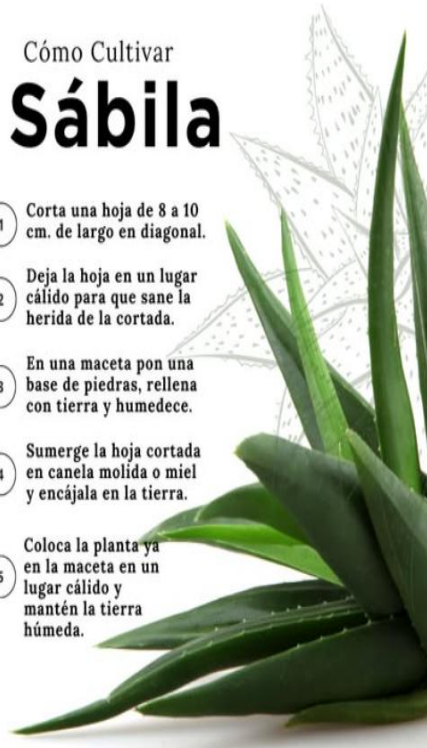 Cómo Cultivar
Sábila
1
Corta una hoja de 8 a 10
cm. de largo en diagonal.
2
Deja la hoja en un lugar
cálido para que sane la
herida de la cortada.
3
En una maceta pon una
base de piedras, rellena
con tierra y humedece.
4
Sumerge la hoja cortada
en canela molida o miel
y encájala en la tierra.
5
Coloca la planta ya
en la maceta en un
lugar cálido y
mantén la tierra
húmeda.